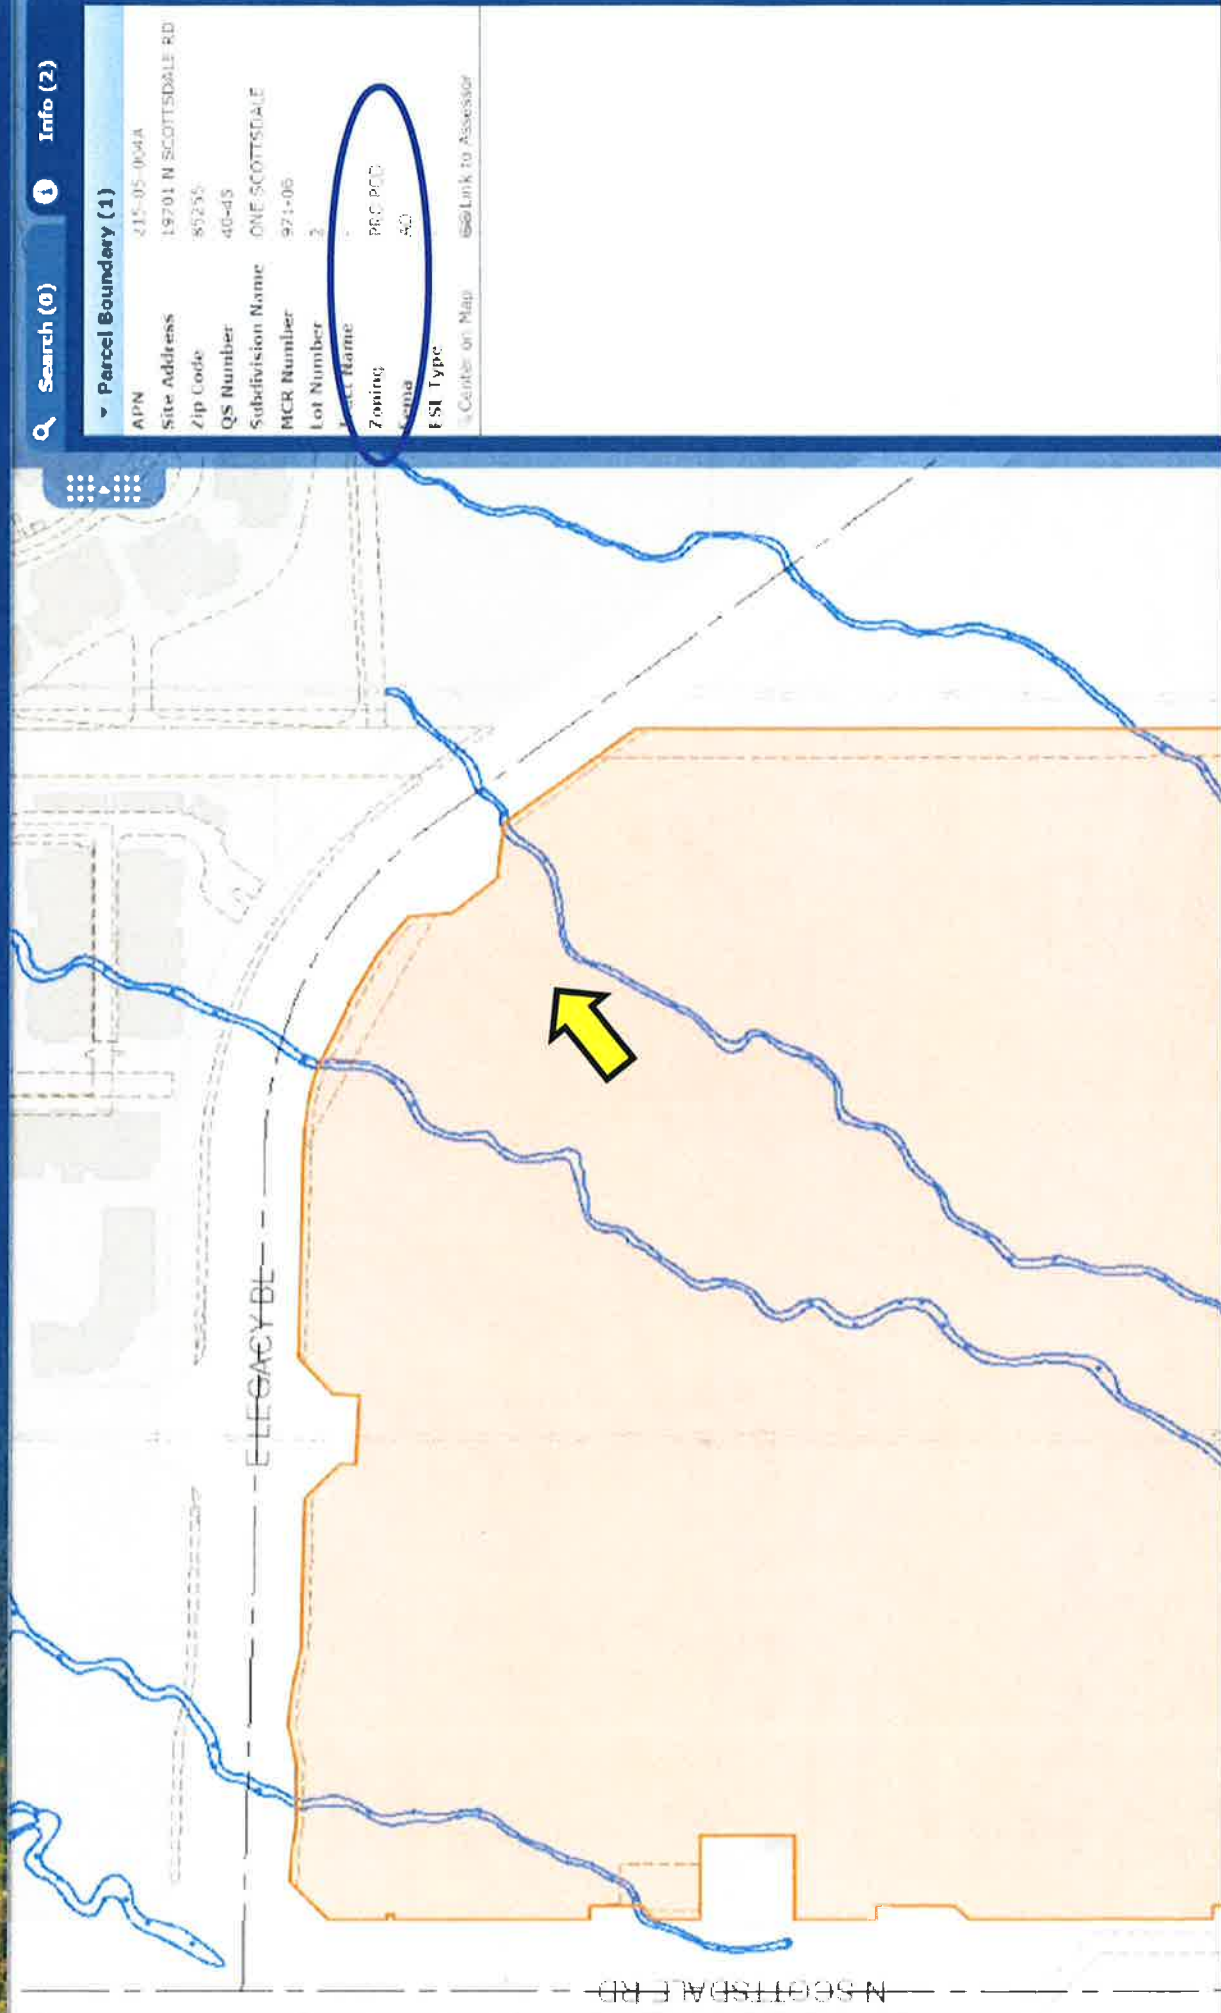 Search (0)
Info (2)
Parcel Boundary (1)
APN 215-05-004A
Site Address 19701 N SCOTTSDALE RD
Zip Code 85255
QS Number 40-45
Subdivision Name ONE SCOTTSDALE
MCR Number 971-06
Lot Number 2
Name -
Zoning PRC PCD
Fema AO
ESL Type -
Center on Map Link to Assessor
E LEGACY BL
N SCOTTSDALE RD